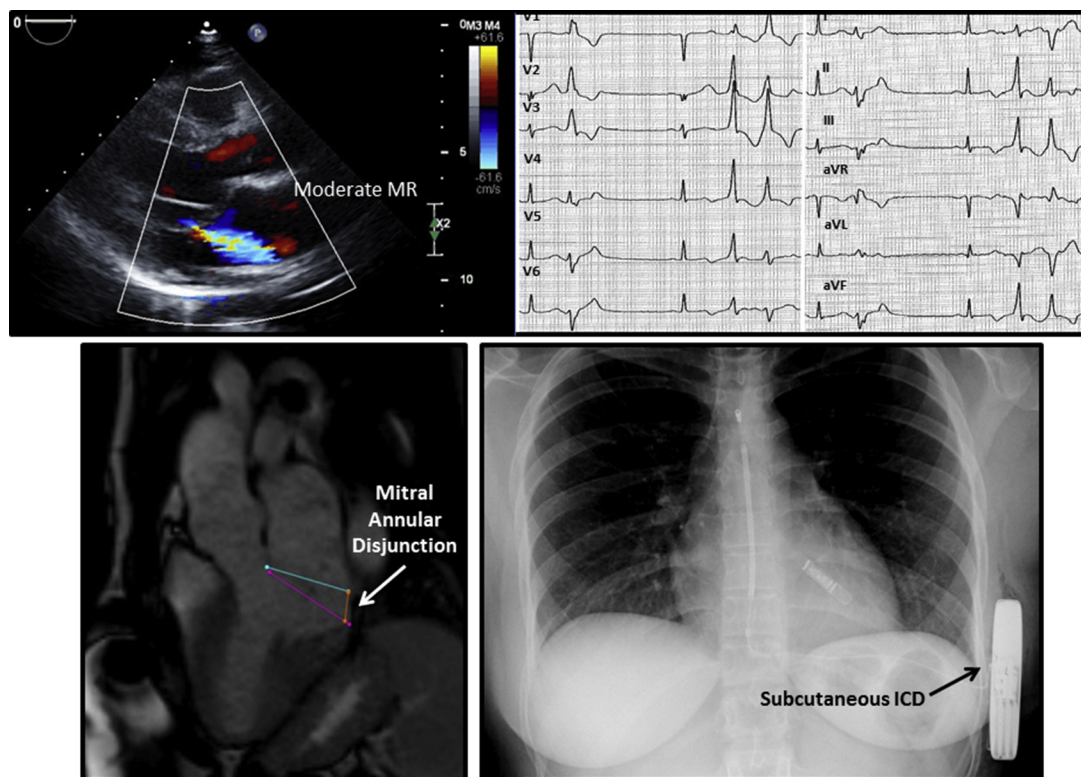 0
P
0
M3 M4
+61.6
5
-61.6
cm/s
Moderate MR
X2
10
V1
V2
V3
V4
V5
V6
I
II
III
aVR
aVL
aVF
Mitral
Annular
Disjunction
Subcutaneous ICD